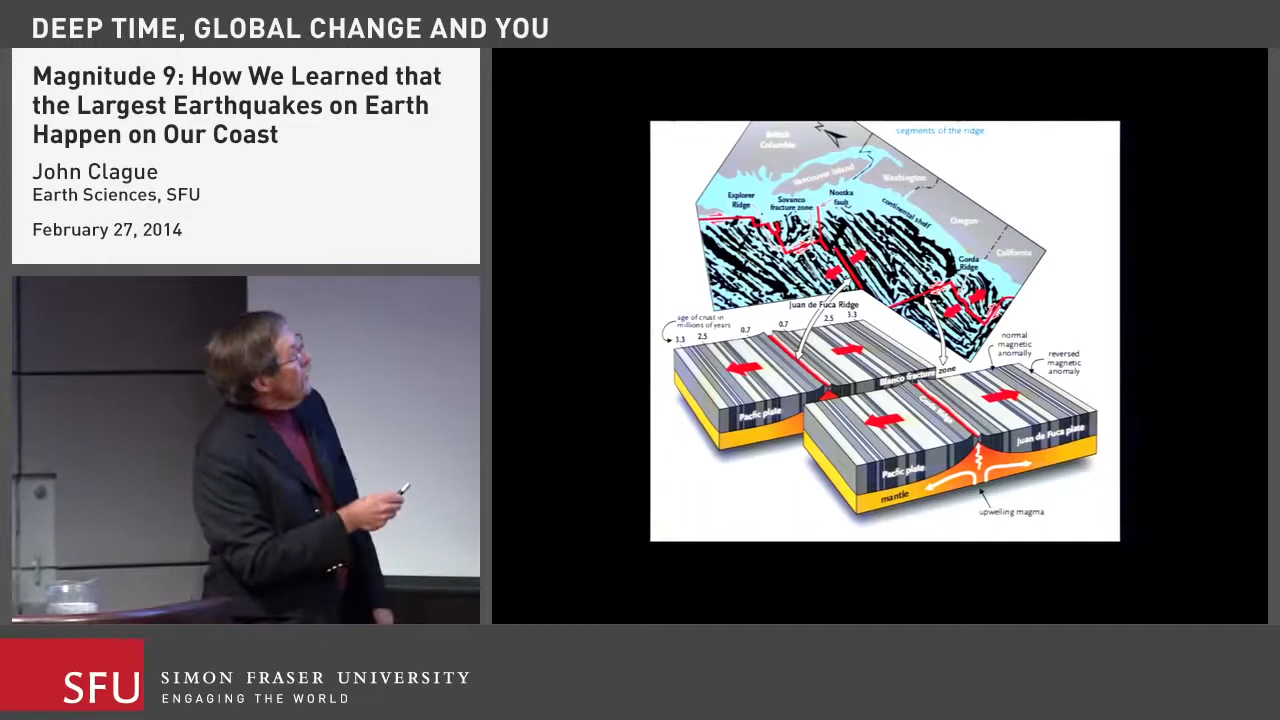 DEEP TIME, GLOBAL CHANGE AND YOU
Magnitude 9: How We Learned that
the Largest Earthquakes on Earth
Happen on Our Coast
John Clague
Earth Sciences, SFU
February 27, 2014
segments of the ridge
British
Columbia
N
Vancouver Island
Washington
Explorer
Ridge
Sovanco
fracture zone
Nootka
fault
continental shelf
Oregon
California
Gorda
Ridge
Juan de Fuca Ridge
age of crust in
millions of years
3.3
2.5
0.7
0.7
2.5
3.3
normal
magnetic
anomally
reversed
magnetic
anomaly
Blanco fracture zone
Pacfic plate
Gorda Ridge
Juan de Fuca plate
Pacfic plate
mantle
upwelling magma
SFU
SIMON FRASER UNIVERSITY
ENGAGING THE WORLD